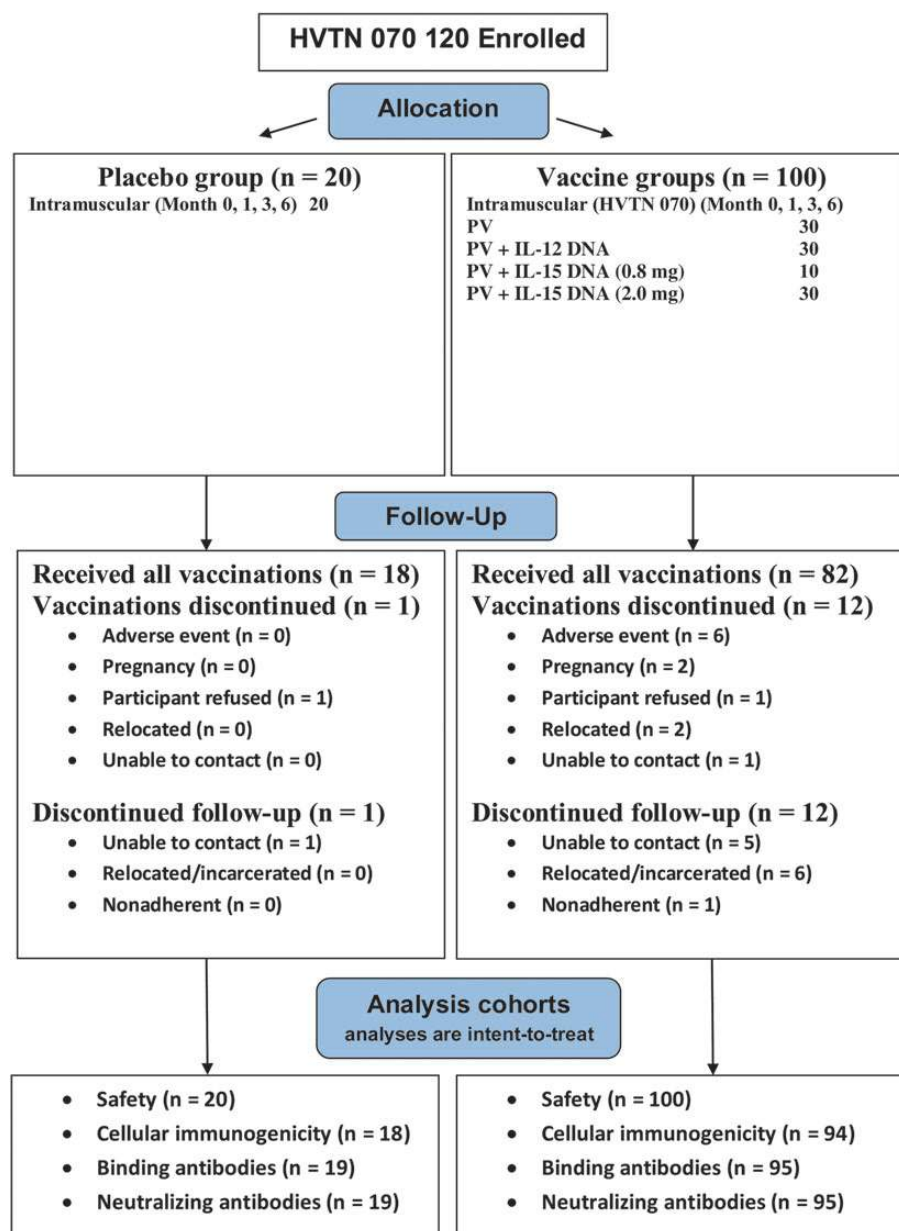 HVTN 070 120 Enrolled
Allocation
Placebo group (n = 20)
Intramuscular (Month 0, 1, 3, 6) 20
Vaccine groups (n = 100)
Intramuscular (HVTN 070) (Month 0, 1, 3, 6)
PV 30
PV + IL-12 DNA 30
PV + IL-15 DNA (0.8 mg) 10
PV + IL-15 DNA (2.0 mg) 30
Follow-Up
Received all vaccinations (n = 18)
Vaccinations discontinued (n = 1)
• Adverse event (n = 0)
• Pregnancy (n = 0)
• Participant refused (n = 1)
• Relocated (n = 0)
• Unable to contact (n = 0)
Discontinued follow-up (n = 1)
• Unable to contact (n = 1)
• Relocated/incarcerated (n = 0)
• Nonadherent (n = 0)
Received all vaccinations (n = 82)
Vaccinations discontinued (n = 12)
• Adverse event (n = 6)
• Pregnancy (n = 2)
• Participant refused (n = 1)
• Relocated (n = 2)
• Unable to contact (n = 1)
Discontinued follow-up (n = 12)
• Unable to contact (n = 5)
• Relocated/incarcerated (n = 6)
• Nonadherent (n = 1)
Analysis cohorts
analyses are intent-to-treat
• Safety (n = 20)
• Cellular immunogenicity (n = 18)
• Binding antibodies (n = 19)
• Neutralizing antibodies (n = 19)
• Safety (n = 100)
• Cellular immunogenicity (n = 94)
• Binding antibodies (n = 95)
• Neutralizing antibodies (n = 95)